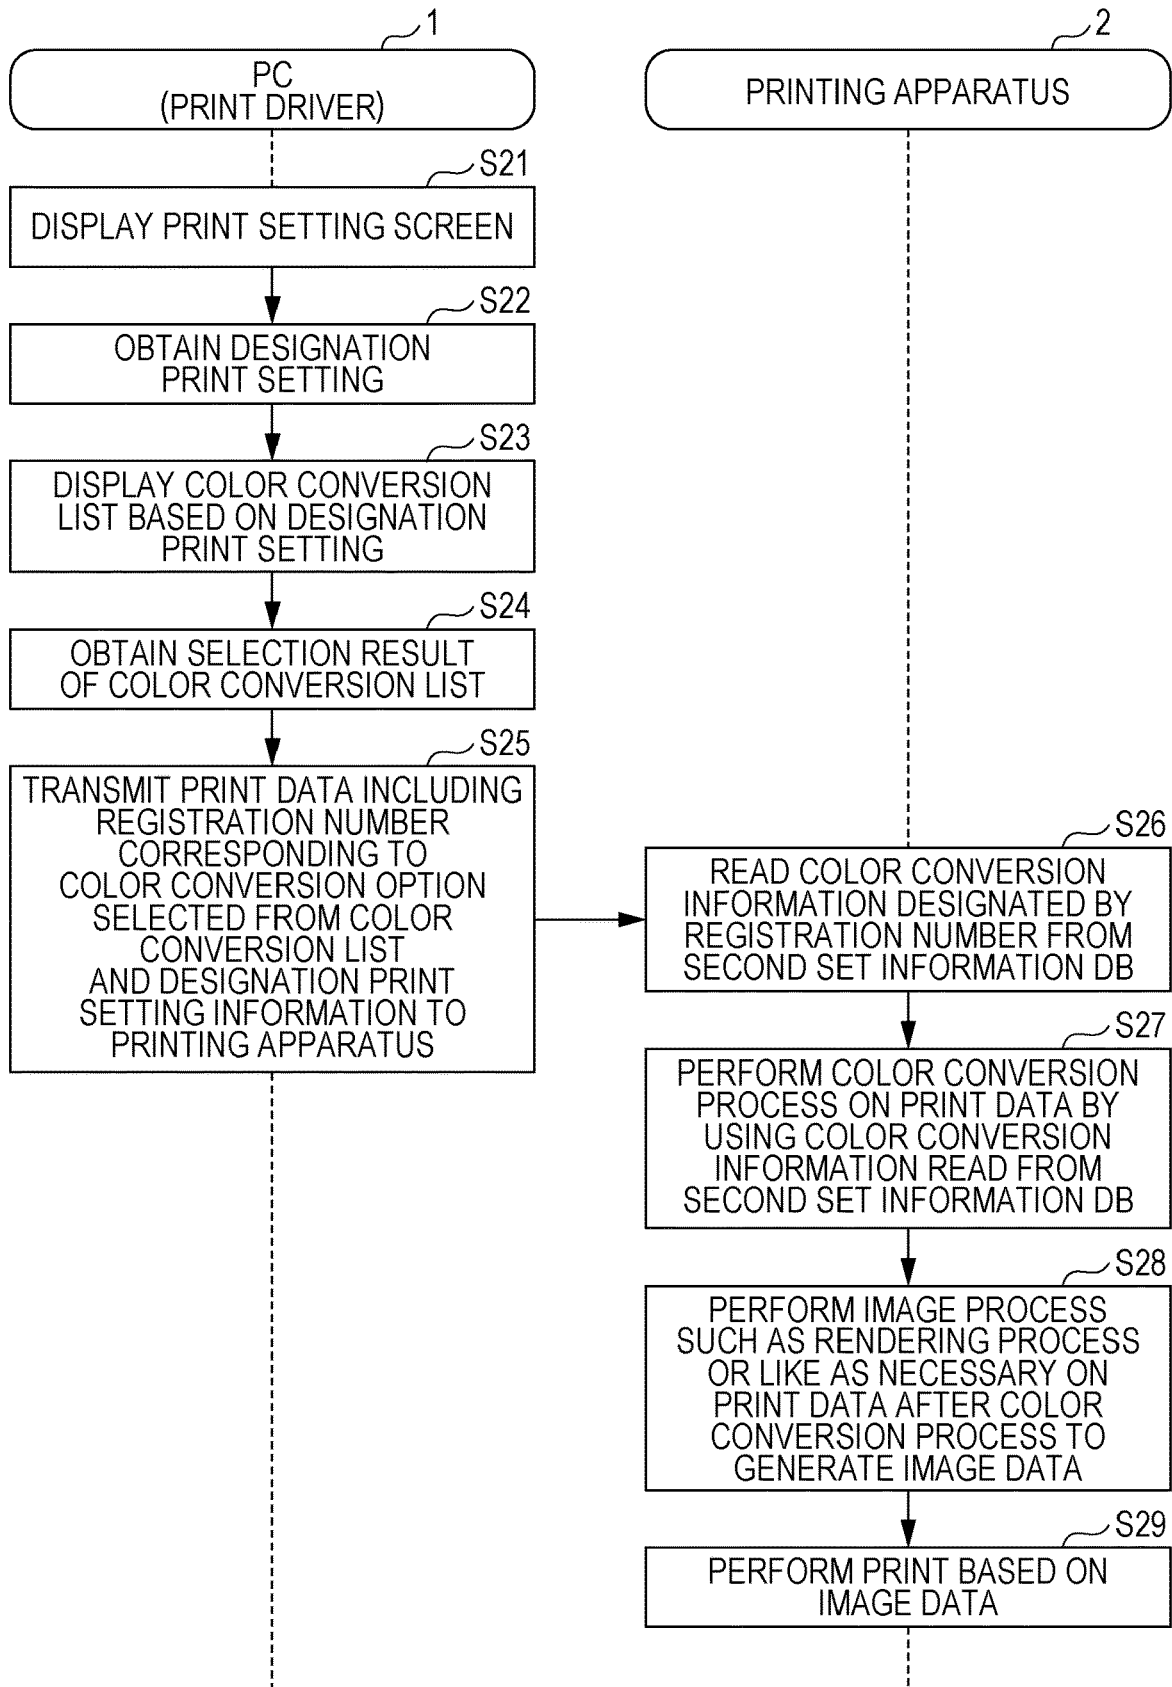 1
PC
(PRINT DRIVER)
2
PRINTING APPARATUS
S21
DISPLAY PRINT SETTING SCREEN
S22
OBTAIN DESIGNATION
PRINT SETTING
S23
DISPLAY COLOR CONVERSION
LIST BASED ON DESIGNATION
PRINT SETTING
S24
OBTAIN SELECTION RESULT
OF COLOR CONVERSION LIST
S25
TRANSMIT PRINT DATA INCLUDING
REGISTRATION NUMBER
CORRESPONDING TO
COLOR CONVERSION OPTION
SELECTED FROM COLOR
CONVERSION LIST
AND DESIGNATION PRINT
SETTING INFORMATION TO
PRINTING APPARATUS
S26
READ COLOR CONVERSION
INFORMATION DESIGNATED BY
REGISTRATION NUMBER FROM
SECOND SET INFORMATION DB
S27
PERFORM COLOR CONVERSION
PROCESS ON PRINT DATA BY
USING COLOR CONVERSION
INFORMATION READ FROM
SECOND SET INFORMATION DB
S28
PERFORM IMAGE PROCESS
SUCH AS RENDERING PROCESS
OR LIKE AS NECESSARY ON
PRINT DATA AFTER COLOR
CONVERSION PROCESS TO
GENERATE IMAGE DATA
S29
PERFORM PRINT BASED ON
IMAGE DATA